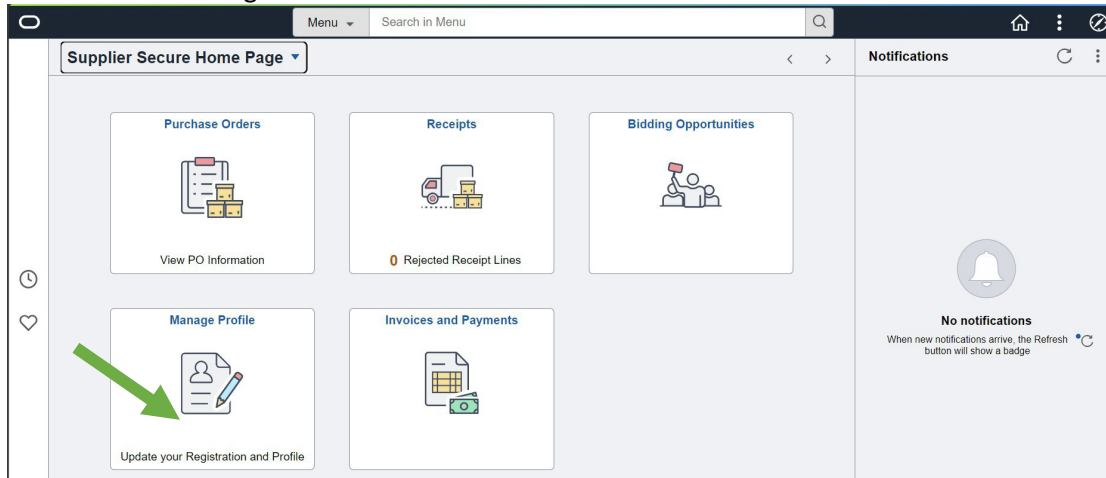 Menu
Search in Menu
Supplier Secure Home Page
Notifications
Purchase Orders
View PO Information
Receipts
0 Rejected Receipt Lines
Bidding Opportunities
Manage Profile
Update your Registration and Profile
Invoices and Payments
No notifications
When new notifications arrive, the Refresh
button will show a badge